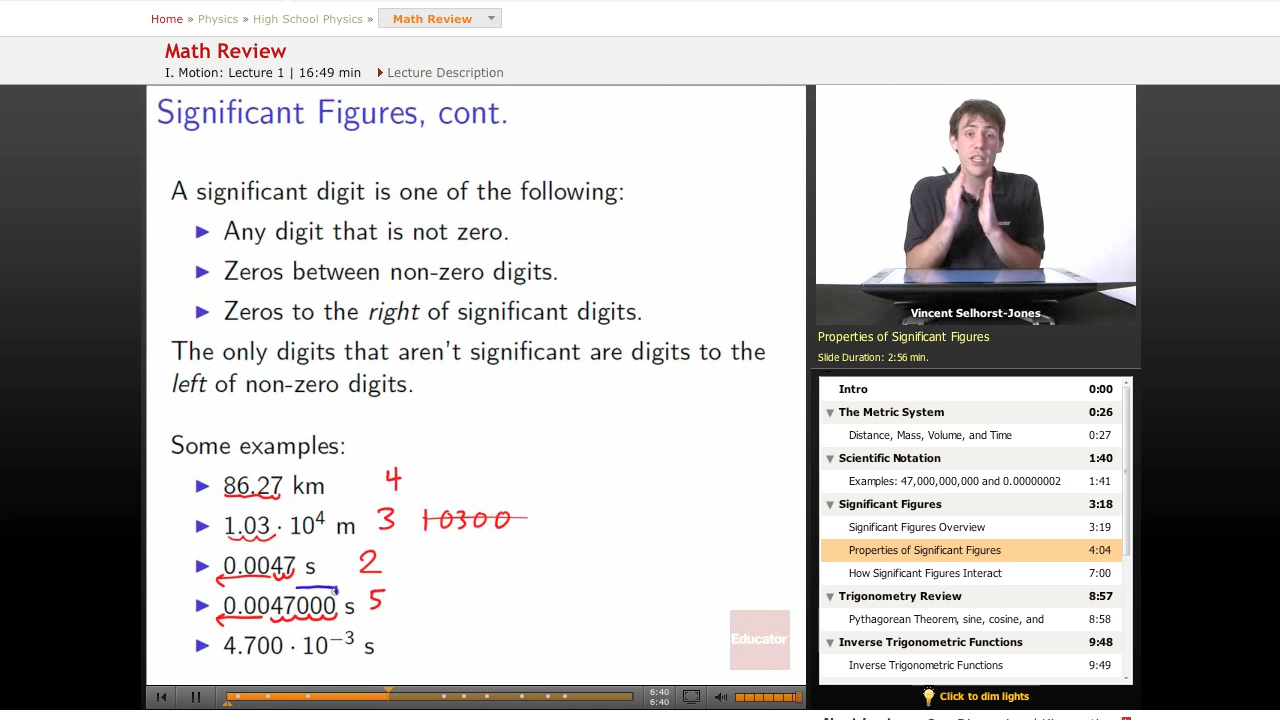 Home » Physics » High School Physics » Math Review
Math Review
I. Motion: Lecture 1 | 16:49 min Lecture Description
Significant Figures, cont.
A significant digit is one of the following:
Any digit that is not zero.
Zeros between non-zero digits.
Zeros to the right of significant digits.
The only digits that aren't significant are digits to the
left of non-zero digits.
Some examples:
86.27 km 4
1.03 · 10⁴ m 3 10300
0.0047 s 2
0.0047000 s 5
4.700 · 10⁻³ s
Educator
6:40
6:40
Vincent Selhorst-Jones
Properties of Significant Figures
Slide Duration: 2:56 min.
Intro 0:00
The Metric System 0:26
Distance, Mass, Volume, and Time 0:27
Scientific Notation 1:40
Examples: 47,000,000,000 and 0.00000002 1:41
Significant Figures 3:18
Significant Figures Overview 3:19
Properties of Significant Figures 4:04
How Significant Figures Interact 7:00
Trigonometry Review 8:57
Pythagorean Theorem, sine, cosine, and 8:58
Inverse Trigonometric Functions 9:48
Inverse Trigonometric Functions 9:49
Click to dim lights